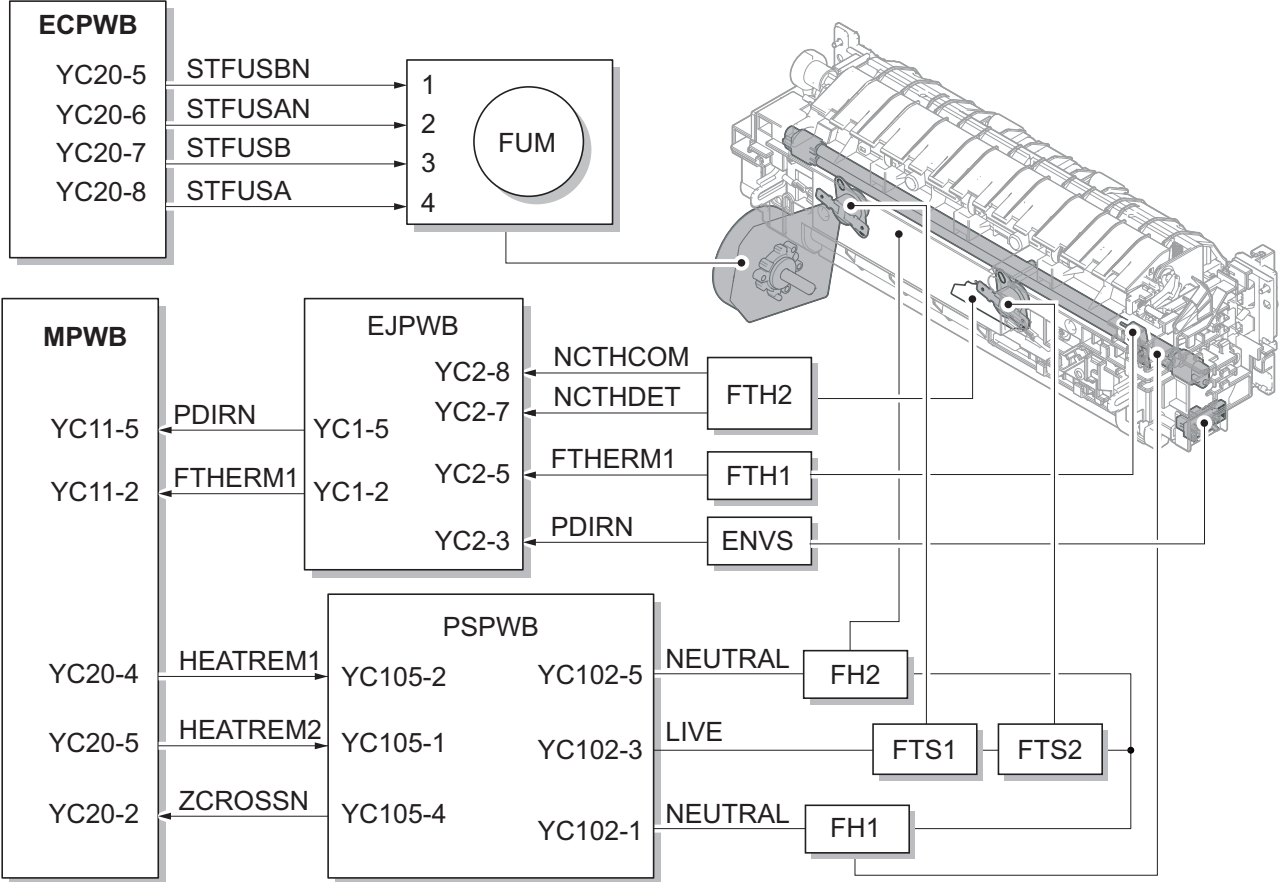 ECPWB
YC20-5 STFUSBN 1
YC20-6 STFUSAN 2
YC20-7 STFUSB 3
YC20-8 STFUSA 4
FUM
MPWB
EJPWB
YC2-8 NCTHCOM
YC2-7 NCTHDET
FTH2
YC11-5 PDIRN YC1-5
YC11-2 FTHERM1 YC1-2
YC2-5 FTHERM1 FTH1
YC2-3 PDIRN ENVS
PSPWB
YC20-4 HEATREM1 YC105-2
YC102-5 NEUTRAL FH2
YC20-5 HEATREM2 YC105-1
YC102-3 LIVE FTS1 FTS2
YC20-2 ZCROSSN YC105-4
YC102-1 NEUTRAL FH1